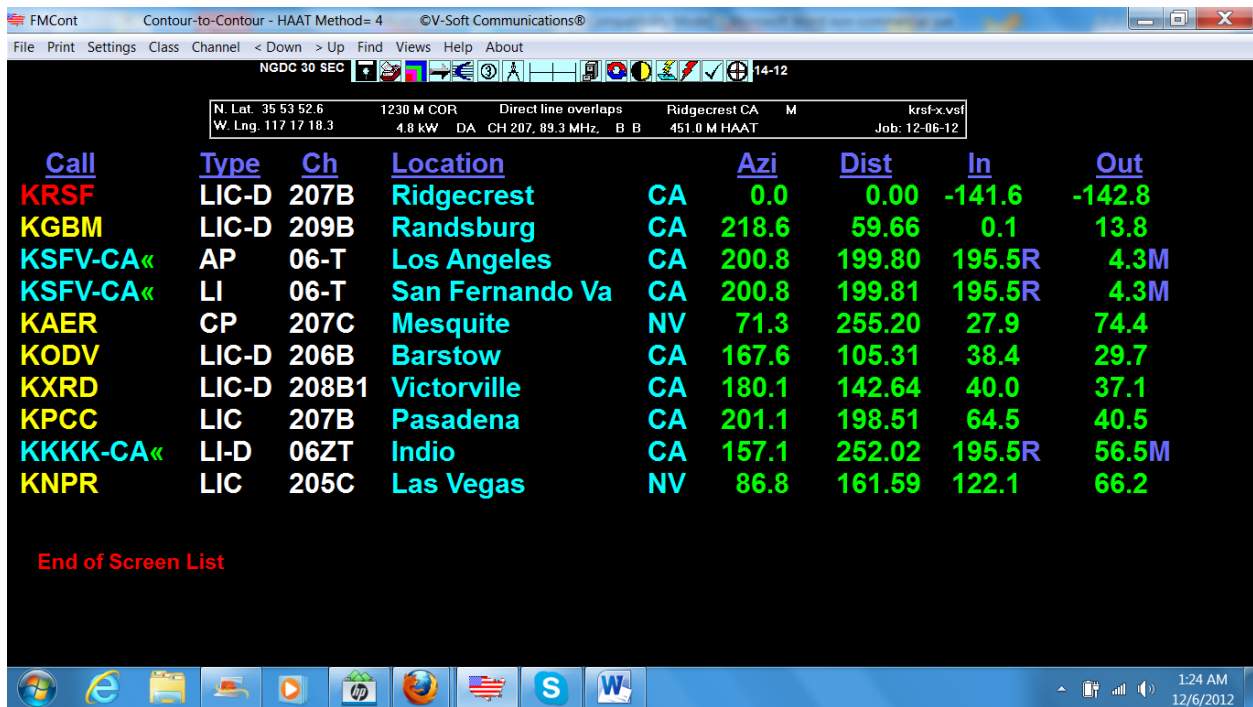 FMCont Contour-to-Contour - HAAT Method= 4 ©V-Soft Communications®
File Print Settings Class Channel < Down > Up Find Views Help About
NGDC 30 SEC 3 14-12
N. Lat. 35 53 52.6 1230 M COR Direct line overlaps Ridgecrest CA M krsf-x.vsf
W. Lng. 117 17 18.3 4.8 kW DA CH 207, 89.3 MHz, B B 451.0 M HAAT Job: 12-06-12
Call Type Ch Location Azi Dist In Out
KRSF LIC-D 207B Ridgecrest CA 0.0 0.00 -141.6 -142.8
KGBM LIC-D 209B Randsburg CA 218.6 59.66 0.1 13.8
KSFV-CA« AP 06-T Los Angeles CA 200.8 199.80 195.5R 4.3M
KSFV-CA« LI 06-T San Fernando Va CA 200.8 199.81 195.5R 4.3M
KAER CP 207C Mesquite NV 71.3 255.20 27.9 74.4
KODV LIC-D 206B Barstow CA 167.6 105.31 38.4 29.7
KXRD LIC-D 208B1 Victorville CA 180.1 142.64 40.0 37.1
KPCC LIC 207B Pasadena CA 201.1 198.51 64.5 40.5
KKKK-CA« LI-D 06ZT Indio CA 157.1 252.02 195.5R 56.5M
KNPR LIC 205C Las Vegas NV 86.8 161.59 122.1 66.2
End of Screen List
hp S W 1:24 AM
12/6/2012